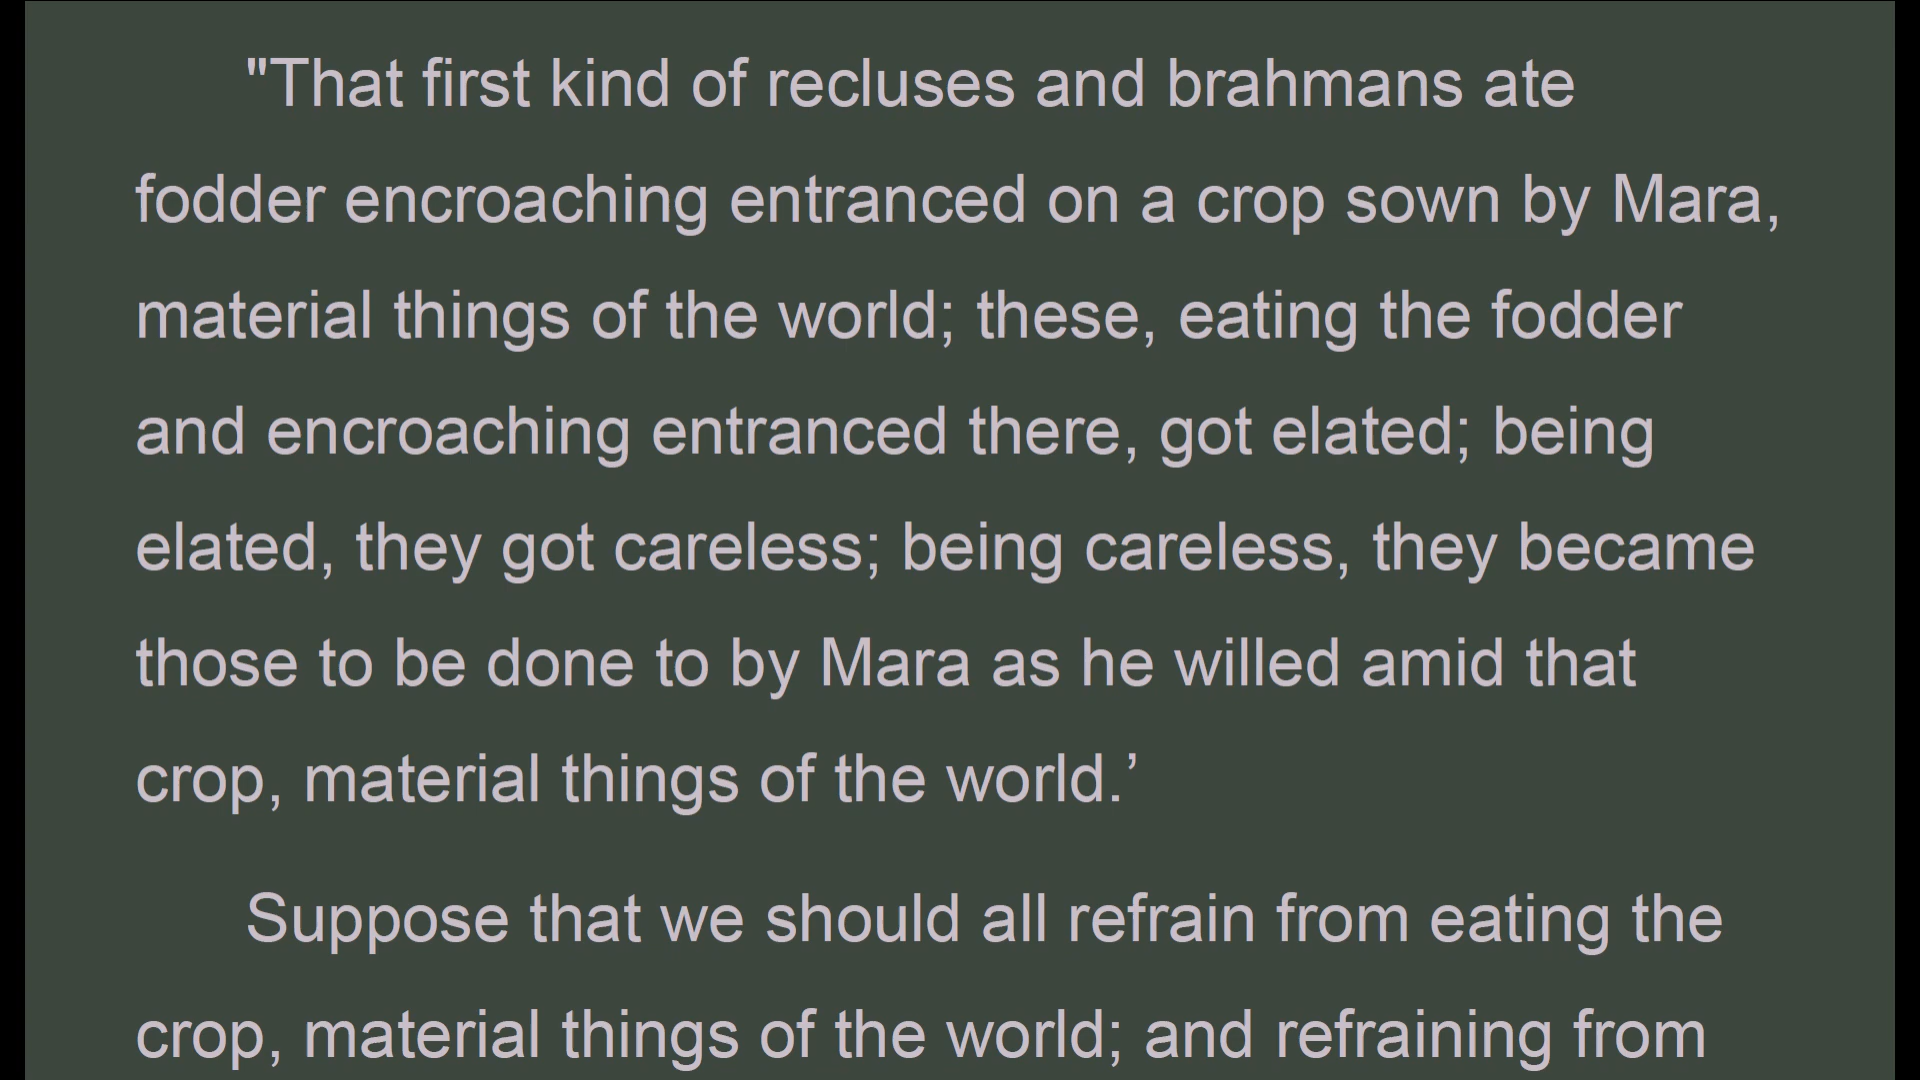 "That first kind of recluses and brahmans ate
fodder encroaching entranced on a crop sown by Mara,
material things of the world; these, eating the fodder
and encroaching entranced there, got elated; being
elated, they got careless; being careless, they became
those to be done to by Mara as he willed amid that
crop, material things of the world.’
Suppose that we should all refrain from eating the
crop, material things of the world; and refraining from